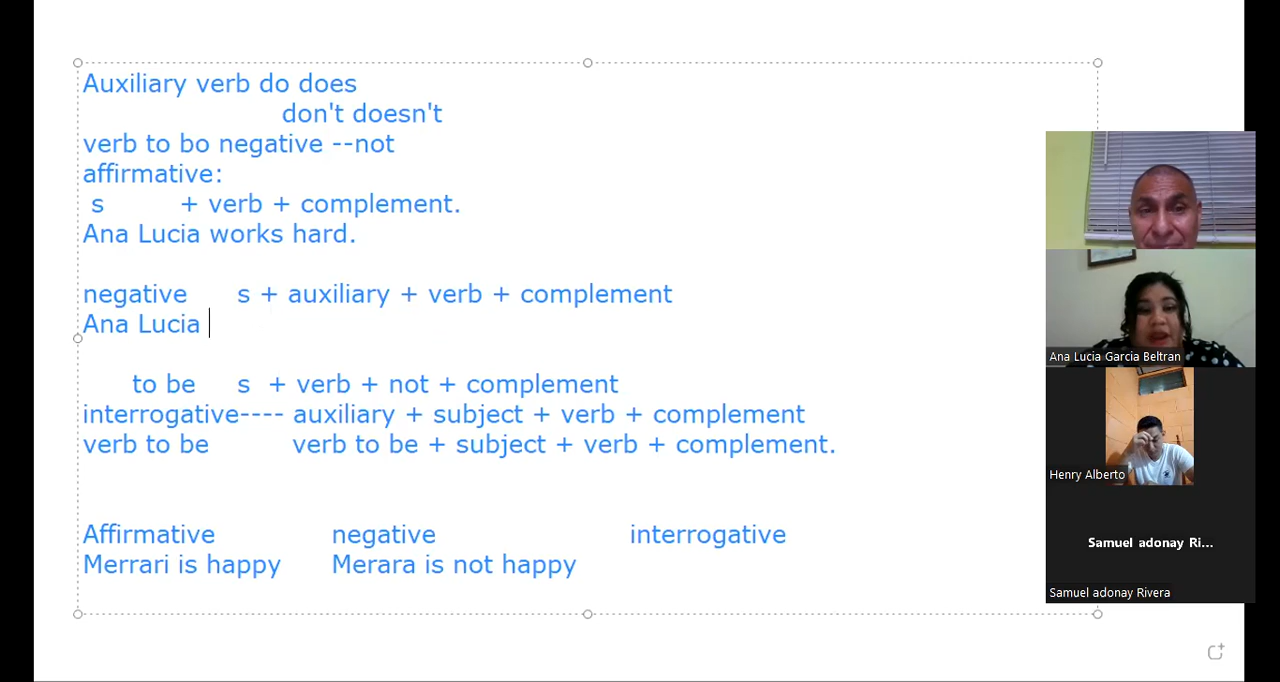 Auxiliary verb do does
don't doesn't
verb to bo negative --not
affirmative:
s + verb + complement.
Ana Lucia works hard.
negative s + auxiliary + verb + complement
Ana Lucia
to be s + verb + not + complement
interrogative---- auxiliary + subject + verb + complement
verb to be verb to be + subject + verb + complement.
Affirmative negative interrogative
Merrari is happy Merara is not happy
Ana Lucia Garcia Beltran
Henry Alberto
Samuel adonay Ri...
Samuel adonay Rivera